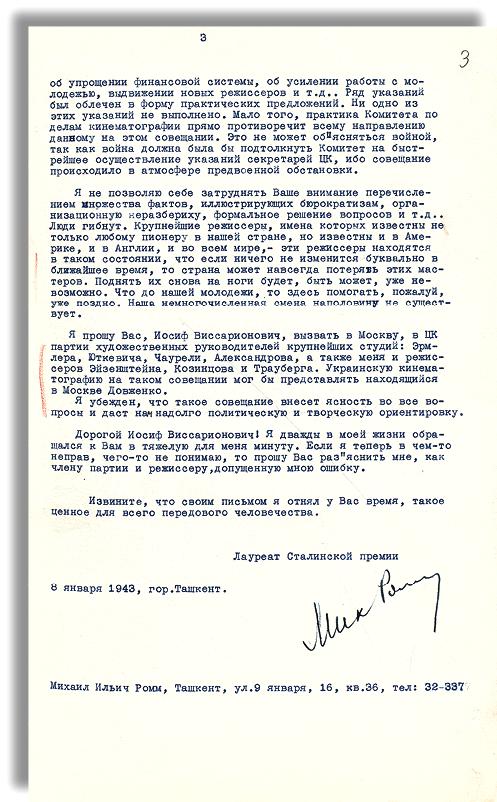 3
3
об упрощении финансовой системы, об усилении работы с мо-
лодежью, выдвижении новых режиссеров и т.д.. Ряд указаний
был облечен в форму практических предложений. Ни одно из
этих указаний не выполнено. Мало того, практика Комитета по
делам кинематографии прямо противоречит всему направлению
данному на этом совещании. Это не может об"ясняться войной,
так как война должна была бы подтолкнуть Комитет на быст-
рейшее осуществление указаний секретарей ЦК, ибо совещание
происходило в атмосфере предвоенной обстановки.
Я не позволяю себе затруднять Ваше внимание перечисле-
нием множества фактов, иллюстрирующих бюрократизм, орга-
низационную неразбериху, формальное решение вопросов и т.д..
Люди гибнут. Крупнейшие режиссеры, имена которых известны не
только любому пионеру в нашей стране, но известны и в Аме-
рике, и в Англии, и во всем мире,- эти режиссеры находятся
в таком состоянии, что если ничего не изменится буквально в
ближайшее время, то страна может навсегда потерявь этих мас-
теров. Поднять их снова на ноги будет, быть может, уже не-
возможно. Что до нашей молодежи, то здесь помогать, пожалуй,
уже поздно. Наша немногочисленная смена наполовину не сущест-
вует.
Я прошу Вас, Иосиф Виссарионович, вызвать в Москву, в ЦК
партии художественных руководителей крупнейших студий: Эрм-
лера, Юткевича, Чаурели, Александрова, а также меня и режис-
серов Эйзенштейна, Козинцова и Трауберга. Украинскую кинема-
тографию на таком совещании мог бы представлять находящийся
в Москве Довженко.
Я убежден, что такое совещание внесет ясность во все во-
просы и даст нам надолго политическую и творческую ориентировку.
Дорогой Иосиф Виссарионович! Я дважды в моей жизни обра-
щался к Вам в тяжелую для меня минуту. Если я теперь в чем-то
неправ, чего-то не понимаю, то прошу Вас раз"яснить мне, как
члену партии и режиссеру,допущенную мною ошибку.
Извините, что своим письмом я отнял у Вас время, такое
ценное для всего передового человечества.
Лауреат Сталинской премии
8 января 1943, гор.Ташкент.
Мих Ромм
Михаил Ильич Ромм, Ташкент, ул.9 января, 16, кв.36, тел: 32-337